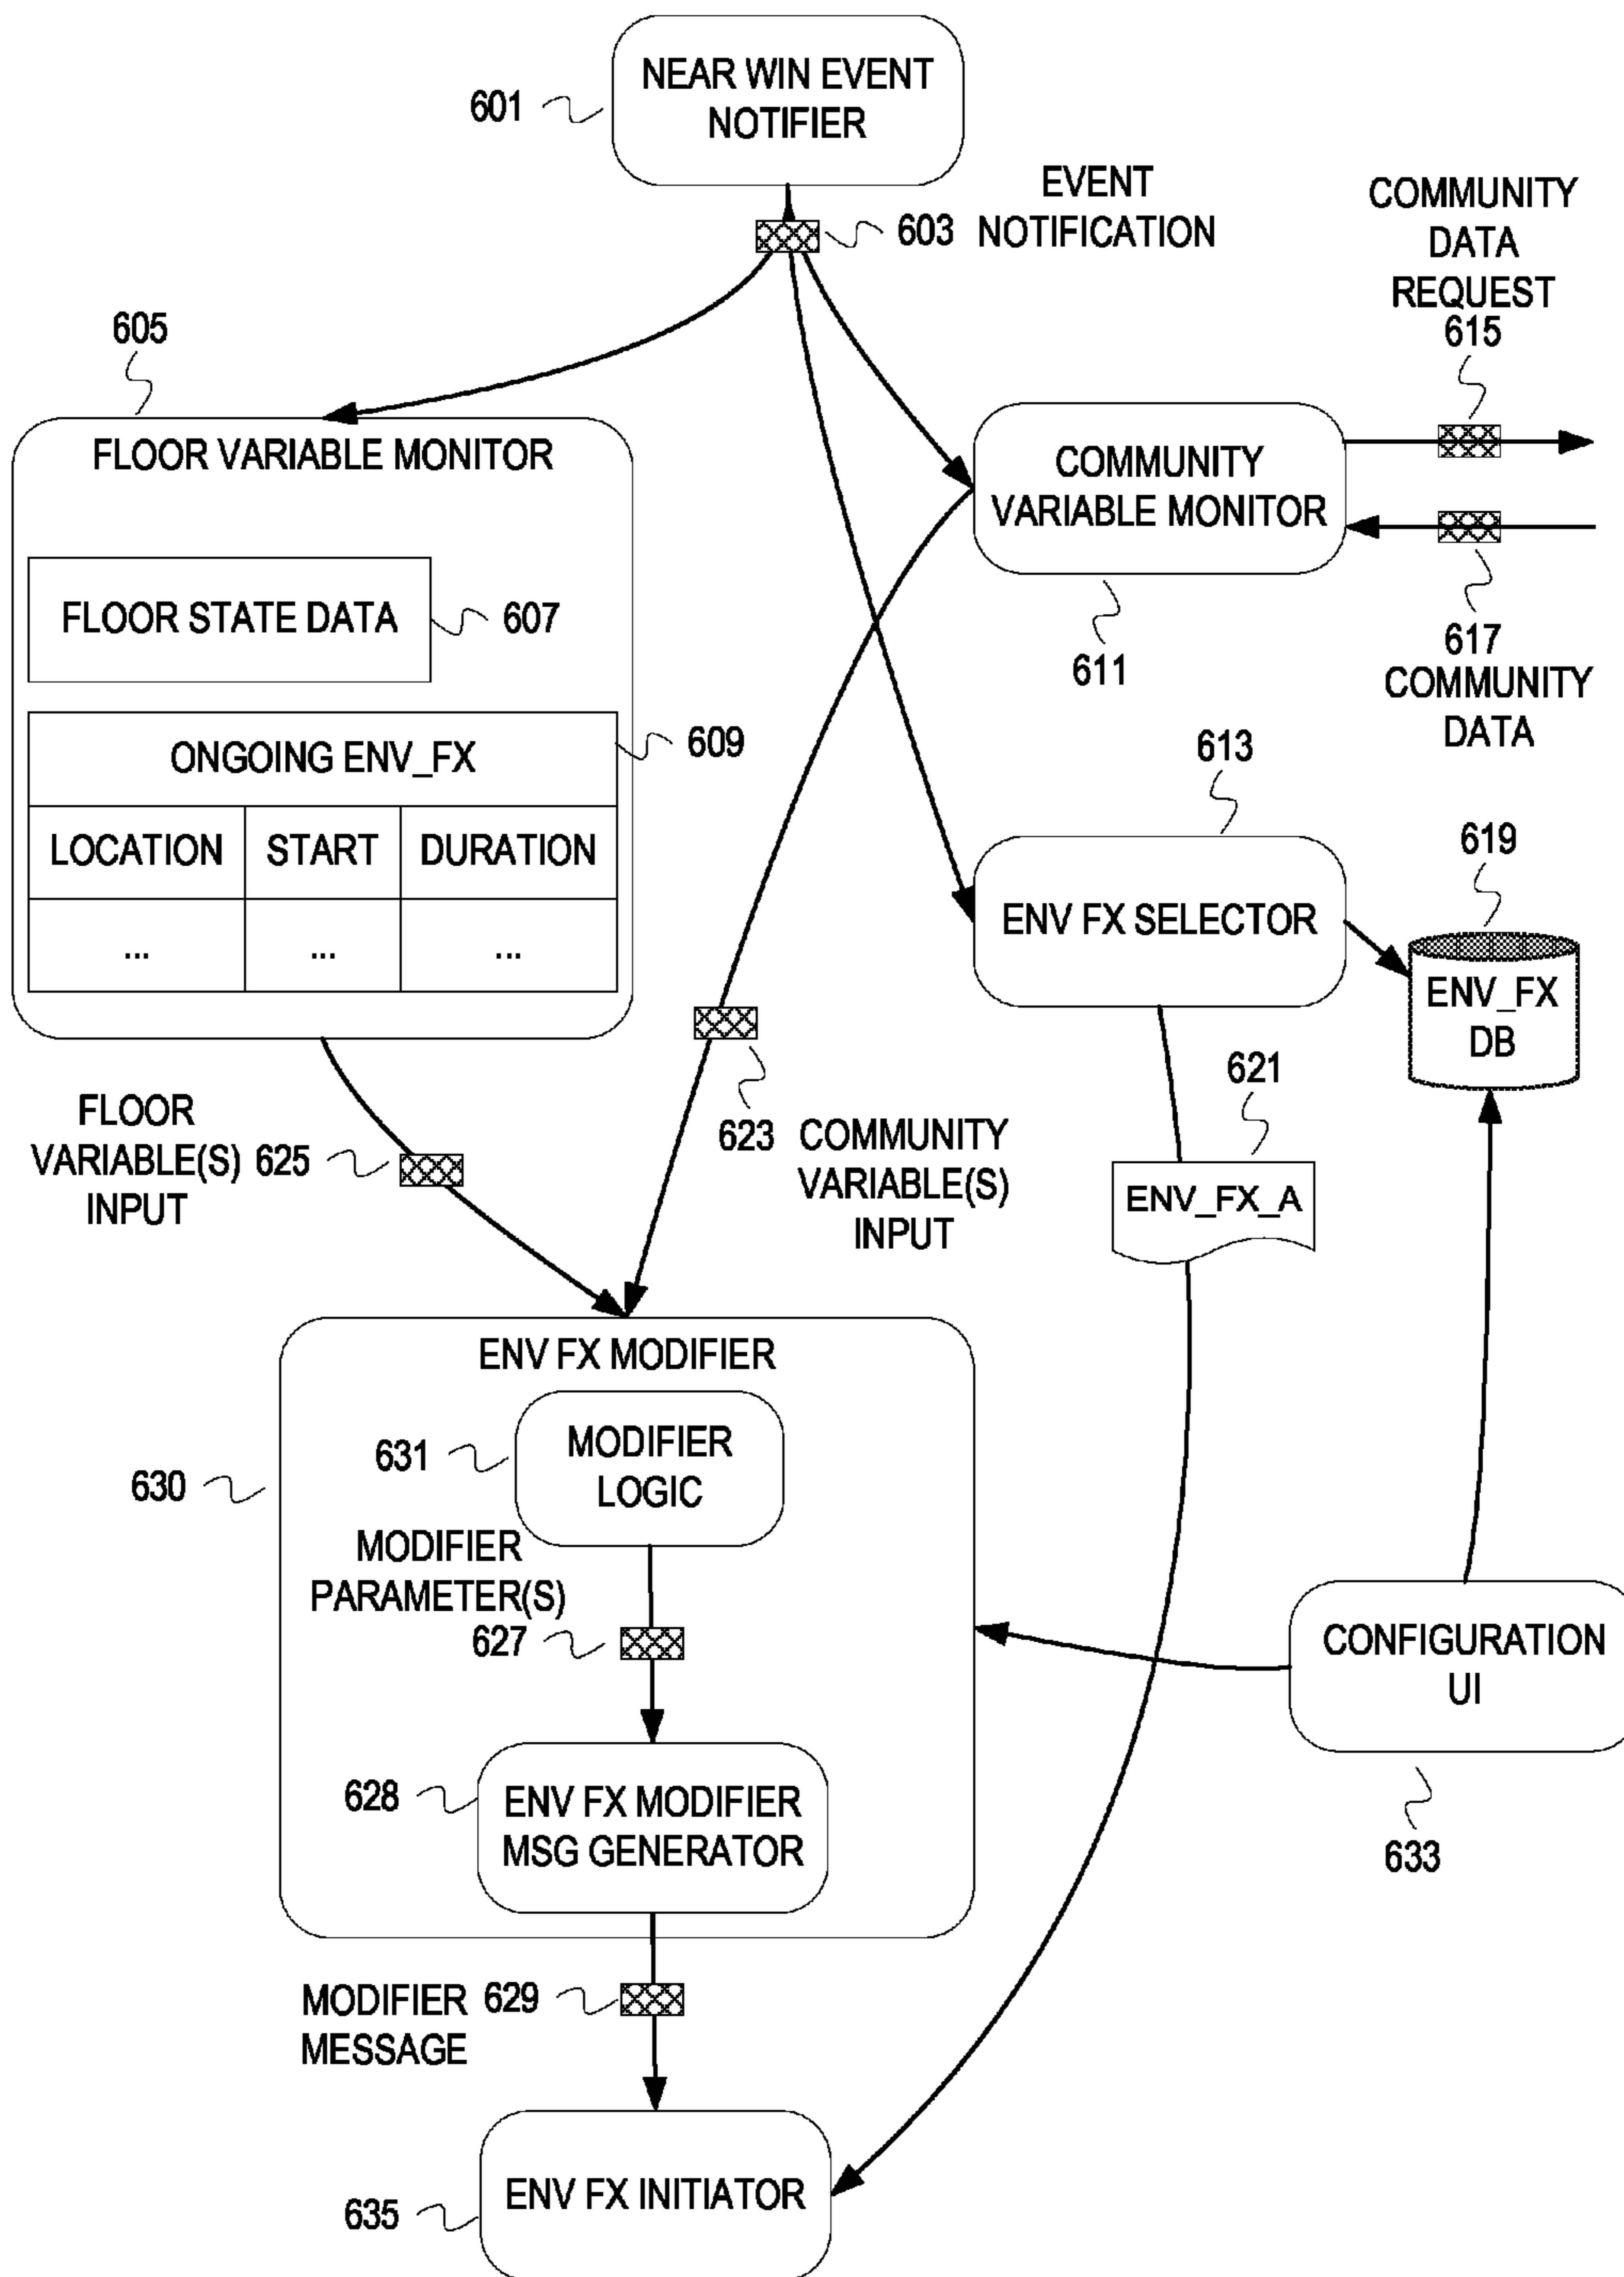 NEAR WIN EVENT
NOTIFIER
601
603
EVENT
NOTIFICATION
COMMUNITY
DATA
REQUEST
615
605
FLOOR VARIABLE MONITOR
FLOOR STATE DATA
607
ONGOING ENV_FX
609
LOCATION START DURATION
... ... ...
COMMUNITY
VARIABLE MONITOR
611
617
COMMUNITY
DATA
613
ENV FX SELECTOR
619
ENV_FX
DB
621
ENV_FX_A
FLOOR
VARIABLE(S) 625
INPUT
623 COMMUNITY
VARIABLE(S)
INPUT
ENV FX MODIFIER
630
631
MODIFIER
LOGIC
MODIFIER
PARAMETER(S)
627
628
ENV FX MODIFIER
MSG GENERATOR
CONFIGURATION
UI
633
MODIFIER 629
MESSAGE
ENV FX INITIATOR
635